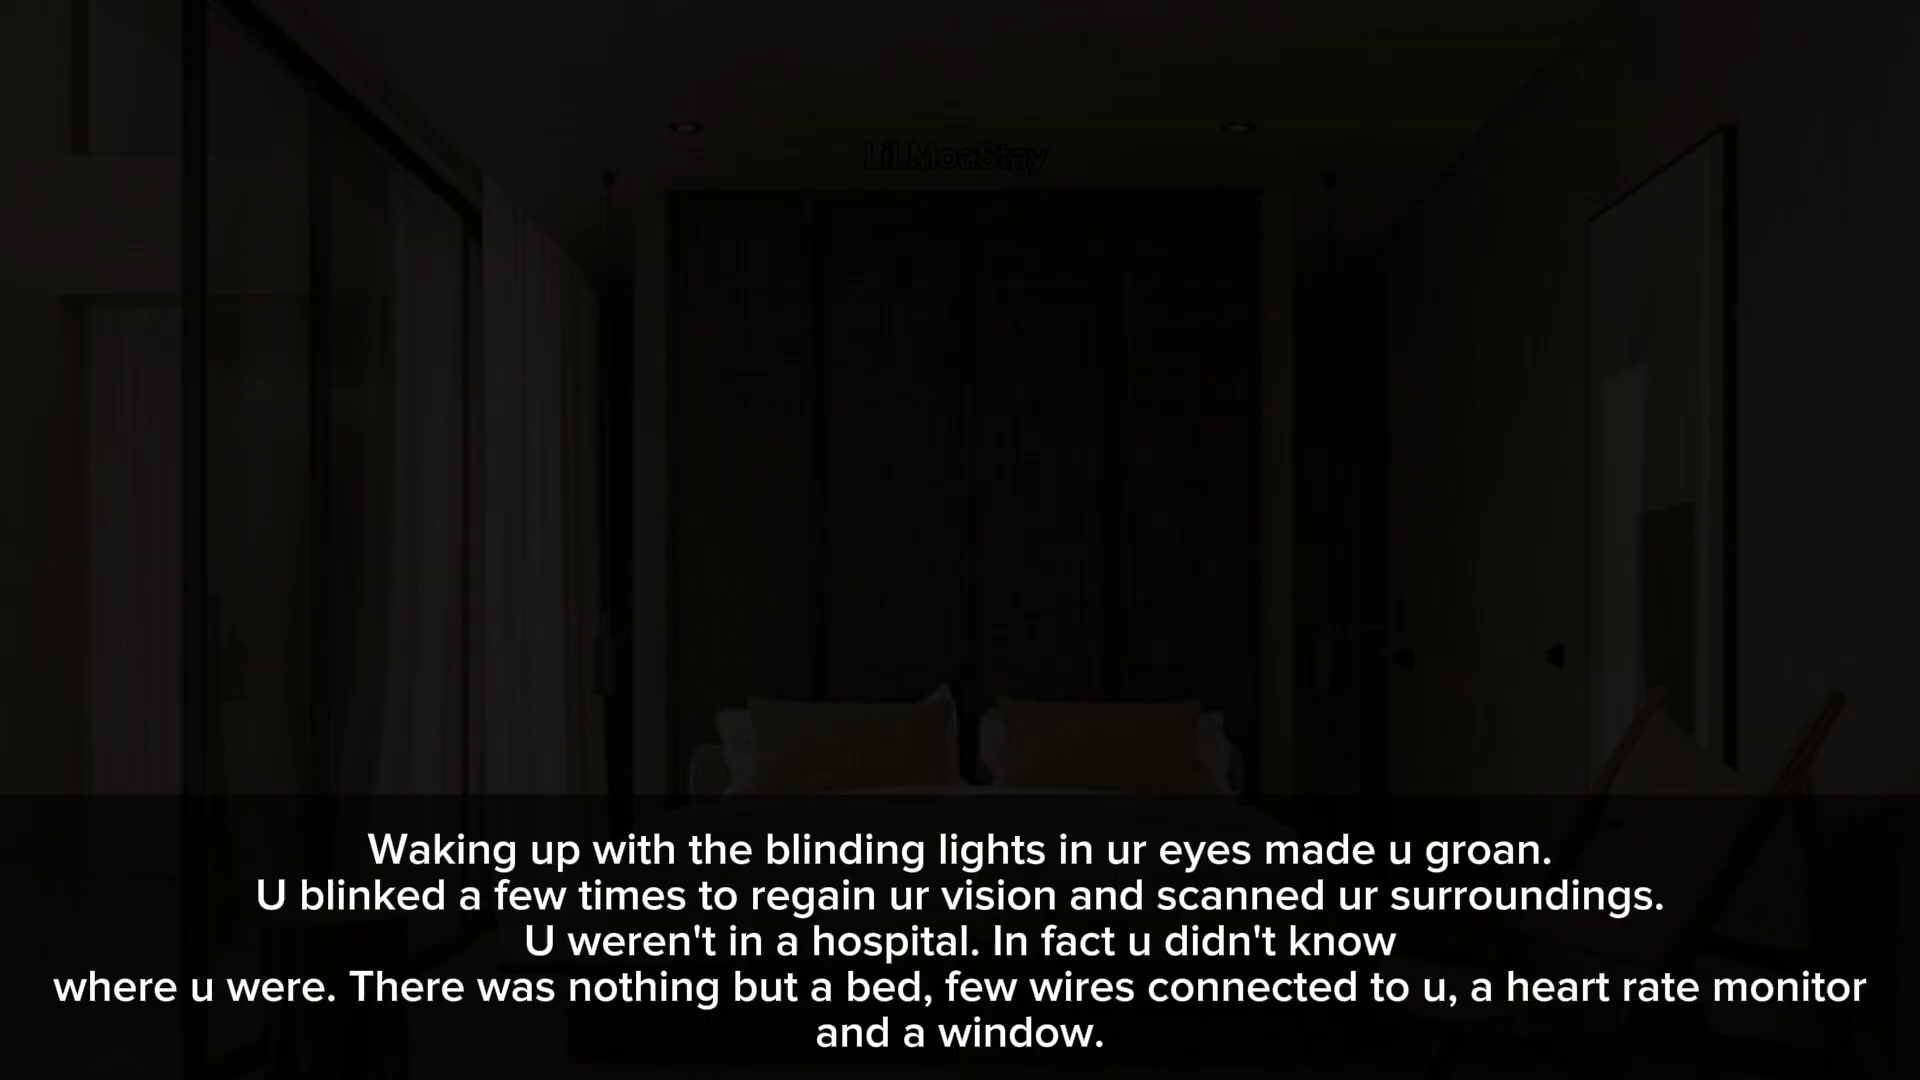 Lil.MoaStay
Waking up with the blinding lights in ur eyes made u groan.
U blinked a few times to regain ur vision and scanned ur surroundings.
U weren't in a hospital. In fact u didn't know
where u were. There was nothing but a bed, few wires connected to u, a heart rate monitor
and a window.